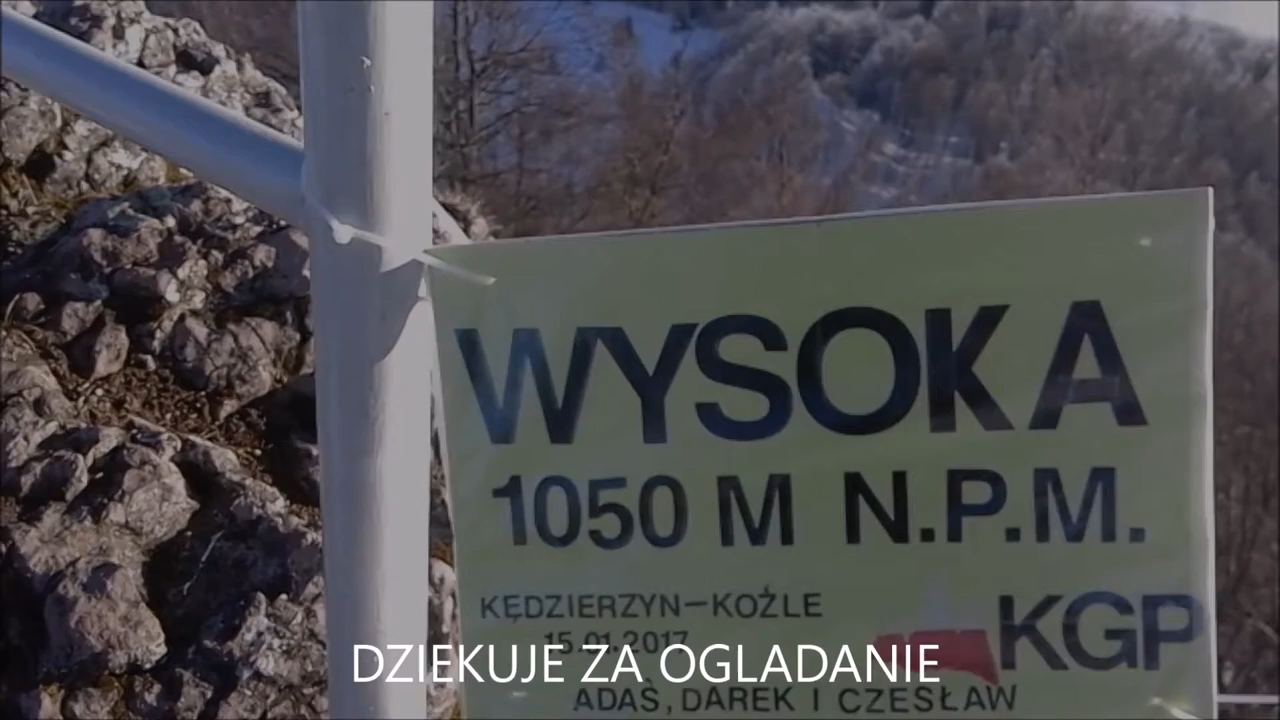 WYSOKA
1050 M N.P.M.
KĘDZIERZYN–KOŹLE
15.01.2017
KGP
DZIEKUJE ZA OGLADANIE
ADAŚ, DAREK I CZESŁAW